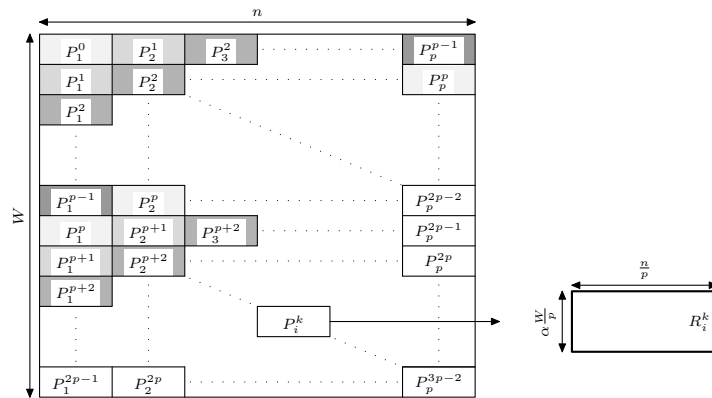 n
P_1^0 P_2^1 P_3^2 P_p^{p-1}
P_1^1 P_2^2 P_p^p
P_1^2
W
P_1^{p-1} P_2^p P_p^{2p-2}
P_1^p P_2^{p+1} P_3^{p+2} P_p^{2p-1}
P_1^{p+1} P_2^{p+2} P_p^{2p}
P_1^{p+2}
P_i^k
P_1^{2p-1} P_2^{2p} P_p^{3p-2}
\frac{n}{p}
α\frac{W}{p} R_i^k